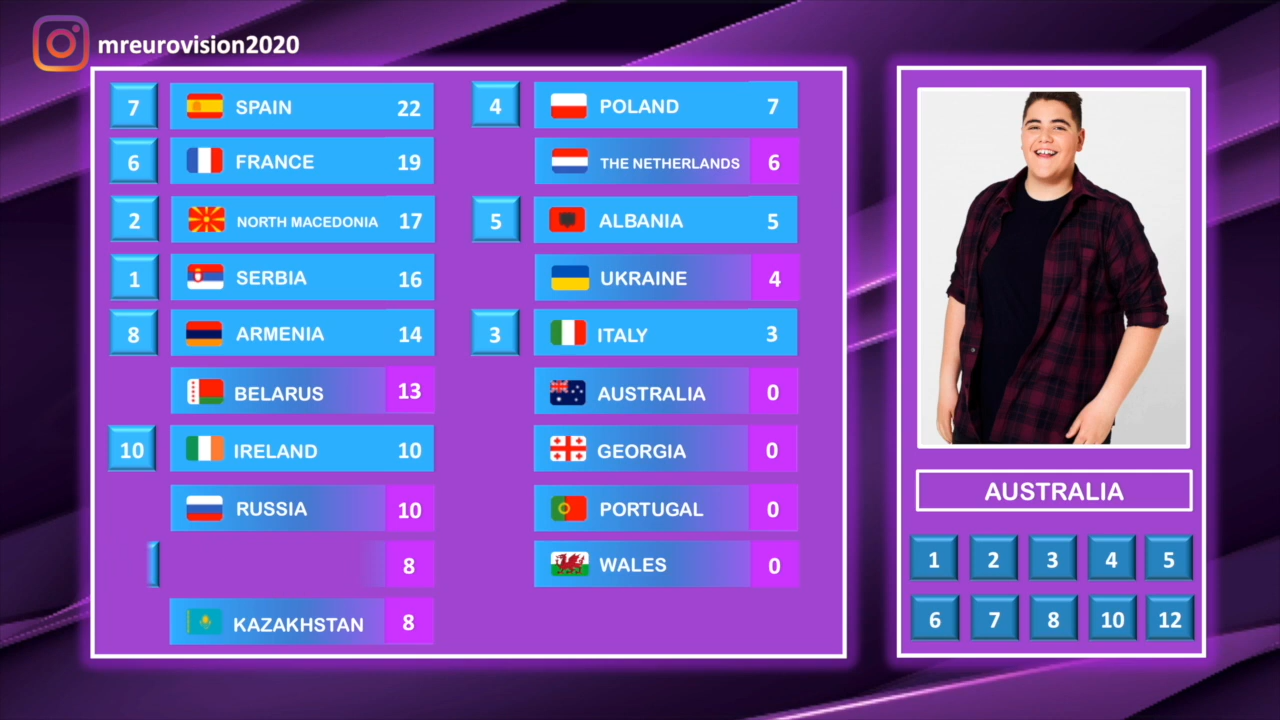 mreurovision2020
7 SPAIN 22
6 FRANCE 19
2 NORTH MACEDONIA 17
1 SERBIA 16
8 ARMENIA 14
BELARUS 13
10 IRELAND 10
RUSSIA 10
8
KAZAKHSTAN 8
4 POLAND 7
THE NETHERLANDS 6
5 ALBANIA 5
UKRAINE 4
3 ITALY 3
AUSTRALIA 0
GEORGIA 0
PORTUGAL 0
WALES 0
AUSTRALIA
1 2 3 4 5
6 7 8 10 12